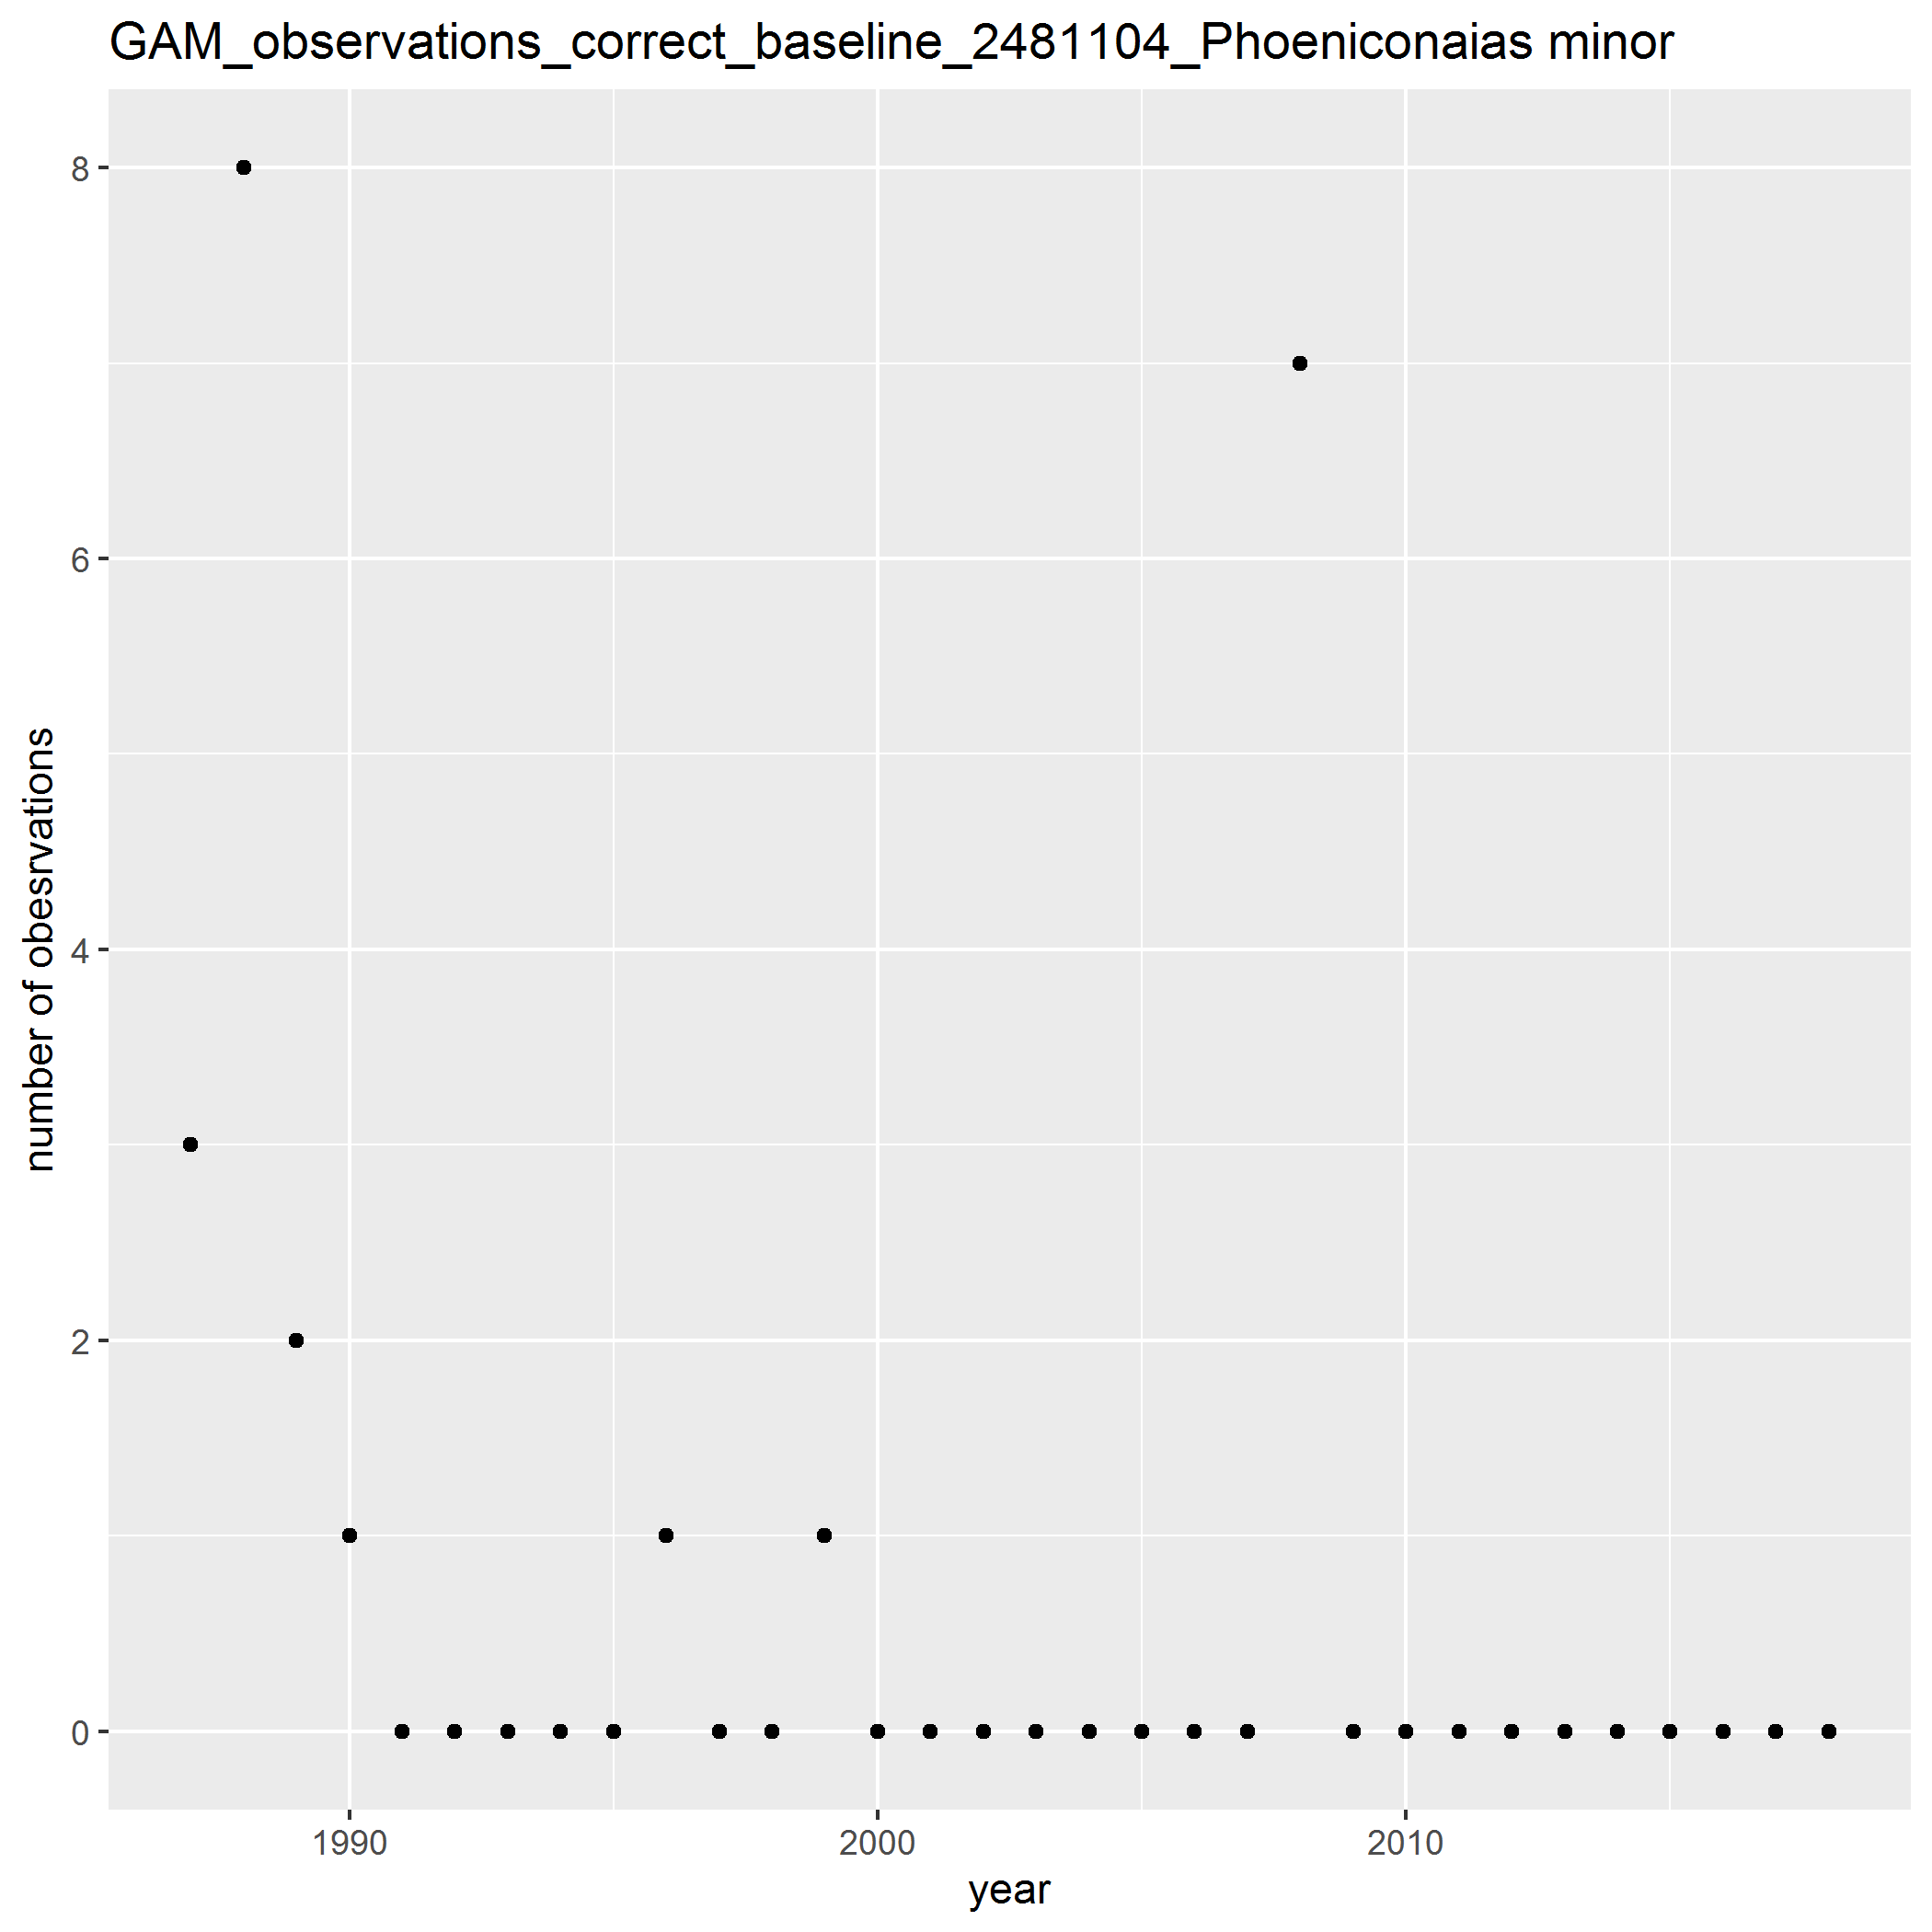 GAM_observations_correct_baseline_2481104_Phoeniconaias minor
number of obesrvations
8
6
4
2
0
1990
2000
2010
year